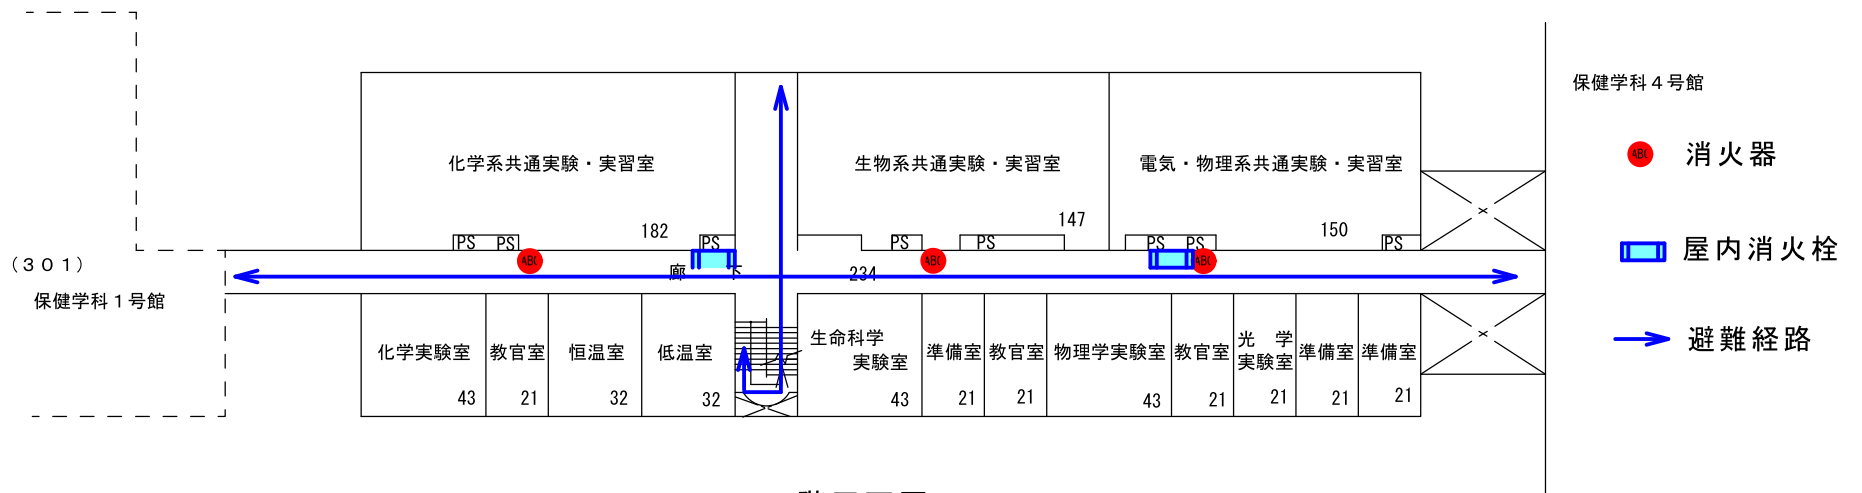 保健学科４号館
消火器
屋内消火栓
避難経路
ABC
化学系共通実験・実習室
182
生物系共通実験・実習室
147
電気・物理系共通実験・実習室
150
PS
PS
PS
PS
PS
PS
PS
PS
ABC
ABC
ABC
廊　下
234
（３０１）
保健学科１号館
化学実験室
43
教官室
21
恒温室
32
低温室
32
生命科学
実験室
43
準備室
21
教官室
21
物理学実験室
43
教官室
21
光　学
実験室
21
準備室
21
準備室
21